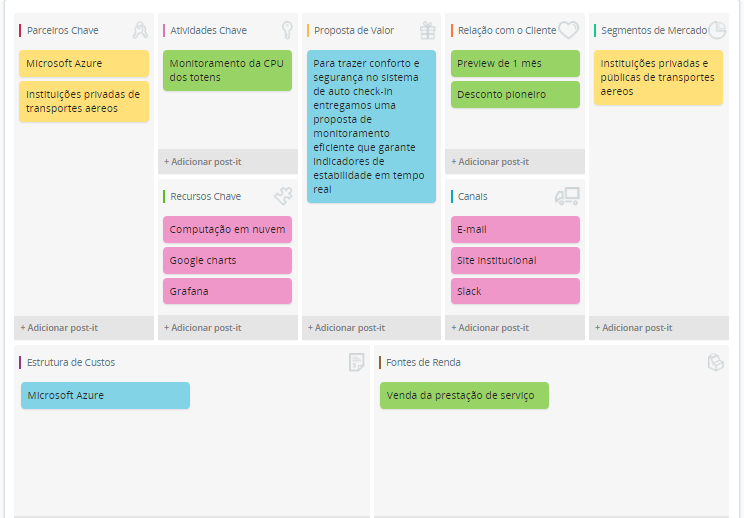 Parceiros Chave
Microsoft Azure
Instituições privadas de
transportes aéreos
+ Adicionar post-it
Atividades Chave
Monitoramento da CPU
dos totens
+ Adicionar post-it
Recursos Chave
Computação em nuvem
Google charts
Grafana
+ Adicionar post-it
Proposta de Valor
Para trazer conforto e
segurança no sistema
de auto check-in
entregamos uma
proposta de
monitoramento
eficiente que garante
indicadores de
estabilidade em tempo
real
+ Adicionar post-it
Relação com o Cliente
Preview de 1 mês
Desconto pioneiro
+ Adicionar post-it
Canais
E-mail
Site Institucional
Slack
+ Adicionar post-it
Segmentos de Mercado
Instituições privadas e
públicas de transportes
aereos
+ Adicionar post-it
Estrutura de Custos
Microsoft Azure
Fontes de Renda
Venda da prestação de serviço